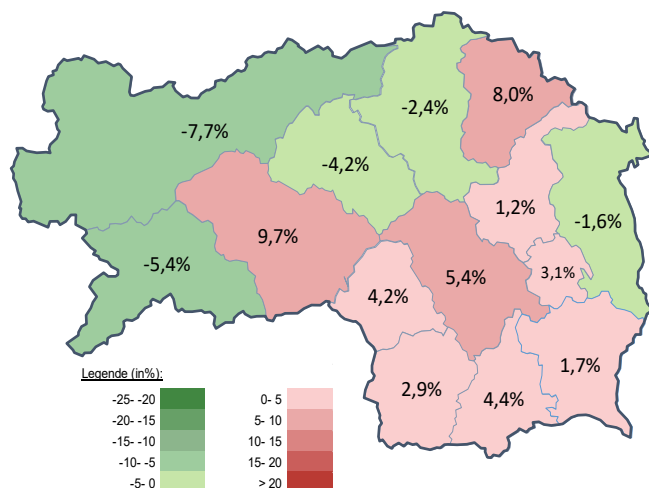 8,0%
-2,4%
-7,7%
-4,2%
1,2%
-1,6%
9,7%
-5,4%
5,4%
3,1%
4,2%
1,7%
2,9%
4,4%
Legende (in%):
-25- -20 0- 5
-20- -15 5- 10
-15- -10 10- 15
-10- -5 15- 20
-5- 0 > 20